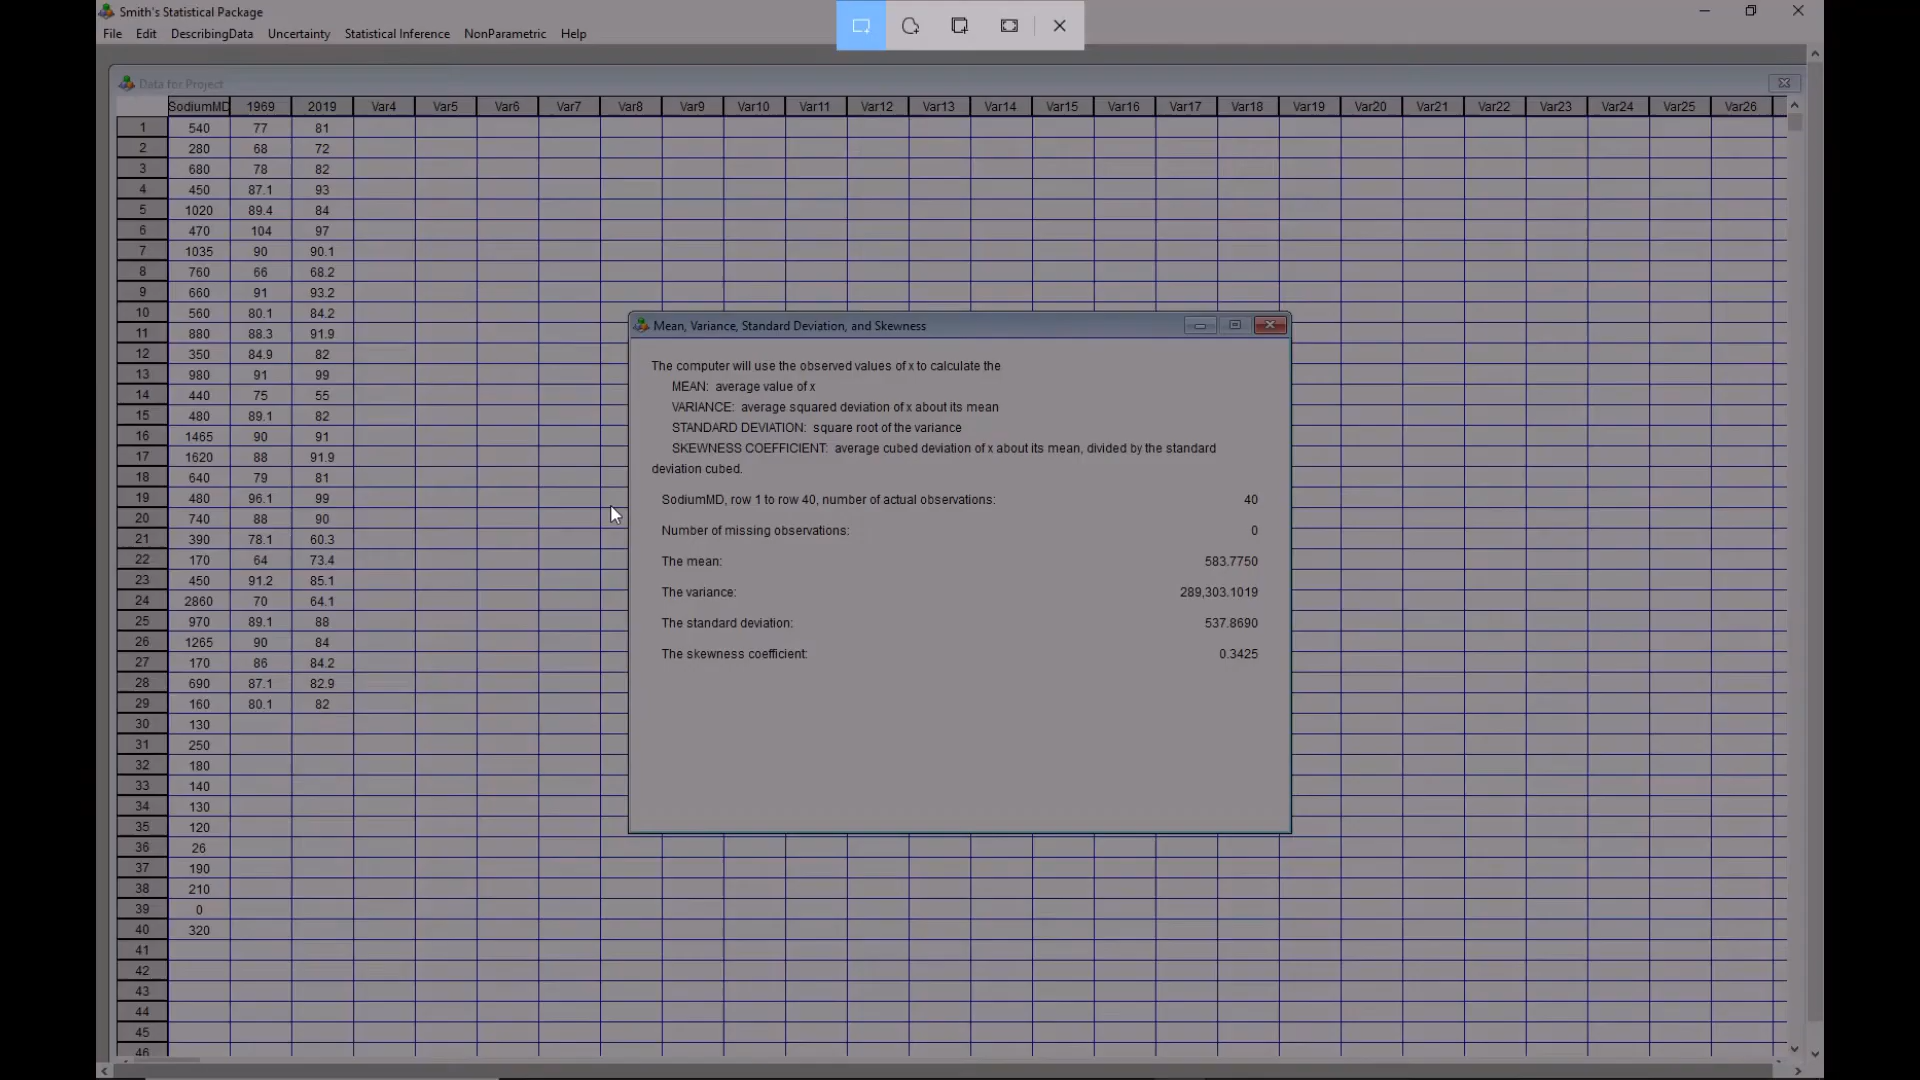 Smith's Statistical Package
File Edit DescribingData Uncertainty Statistical Inference NonParametric Help
Data for Project
SodiumMD 1969 2019 Var4 Var5 Var6 Var7 Var8 Var9 Var10 Var11 Var12 Var13 Var14 Var15 Var16 Var17 Var18 Var19 Var20 Var21 Var22 Var23 Var24 Var25 Var26
1 540 77 81
2 280 68 72
3 680 78 82
4 450 87.1 93
5 1020 89.4 84
6 470 104 97
7 1035 90 90.1
8 760 66 68.2
9 660 91 93.2
10 560 80.1 84.2
11 880 88.3 91.9
12 350 84.9 82
13 980 91 99
14 440 75 55
15 480 89.1 82
16 1465 90 91
17 1620 88 91.9
18 640 79 81
19 480 96.1 99
20 740 88 90
21 390 78.1 60.3
22 170 64 73.4
23 450 91.2 85.1
24 2860 70 64.1
25 970 89.1 88
26 1265 90 84
27 170 86 84.2
28 690 87.1 82.9
29 160 80.1 82
30 130
31 250
32 180
33 140
34 130
35 120
36 26
37 190
38 210
39 0
40 320
41
42
43
44
45
46
Mean, Variance, Standard Deviation, and Skewness
The computer will use the observed values of x to calculate the
MEAN: average value of x
VARIANCE: average squared deviation of x about its mean
STANDARD DEVIATION: square root of the variance
SKEWNESS COEFFICIENT: average cubed deviation of x about its mean, divided by the standard
deviation cubed.
SodiumMD, row 1 to row 40, number of actual observations: 40
Number of missing observations: 0
The mean: 583.7750
The variance: 289,303.1019
The standard deviation: 537.8690
The skewness coefficient: 0.3425